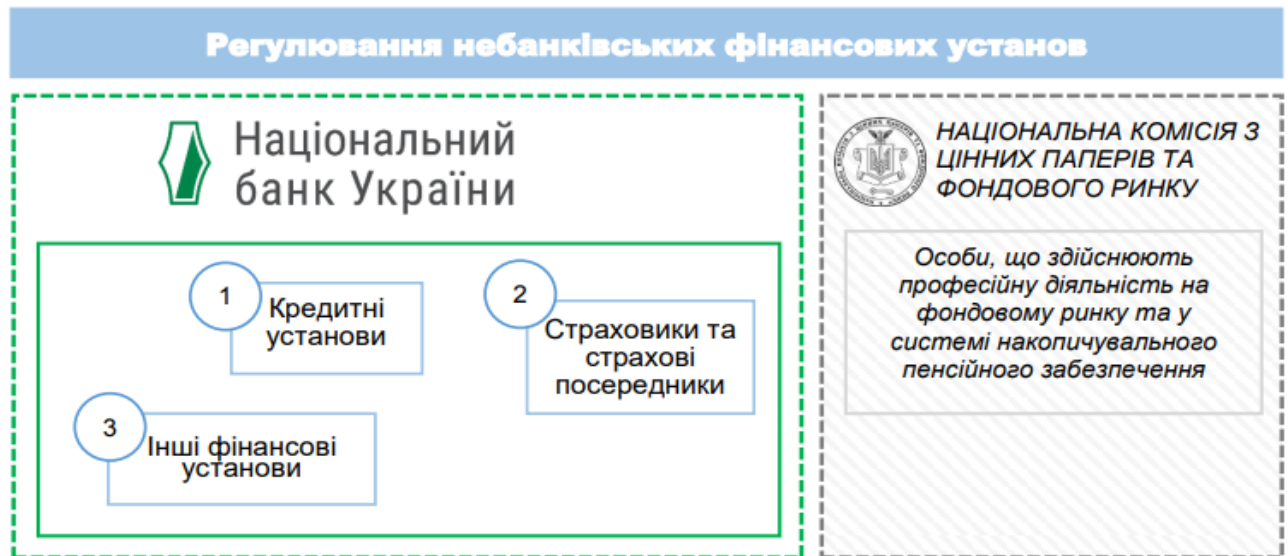 Регулювання небанківських фінансових установ
Національний
банк України
1
Кредитні
установи
2
Страховики та
страхові
посередники
3
Інші фінансові
установи
НАЦІОНАЛЬНА КОМІСІЯ З
ЦІННИХ ПАПЕРІВ ТА
ФОНДОВОГО РИНКУ
Особи, що здійснюють
професійну діяльність на
фондовому ринку та у
системі накопичувального
пенсійного забезпечення